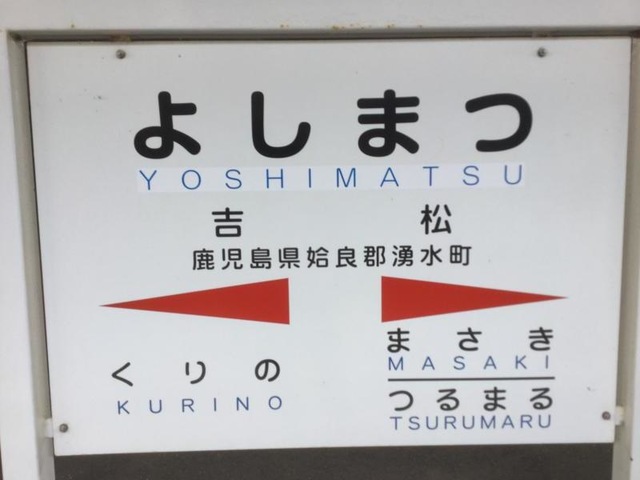 よしまつ
YOSHIMATSU
吉松
鹿児島県姶良郡湧水町
くりの
KURINO
まさき
MASAKI
つるまる
TSURUMARU